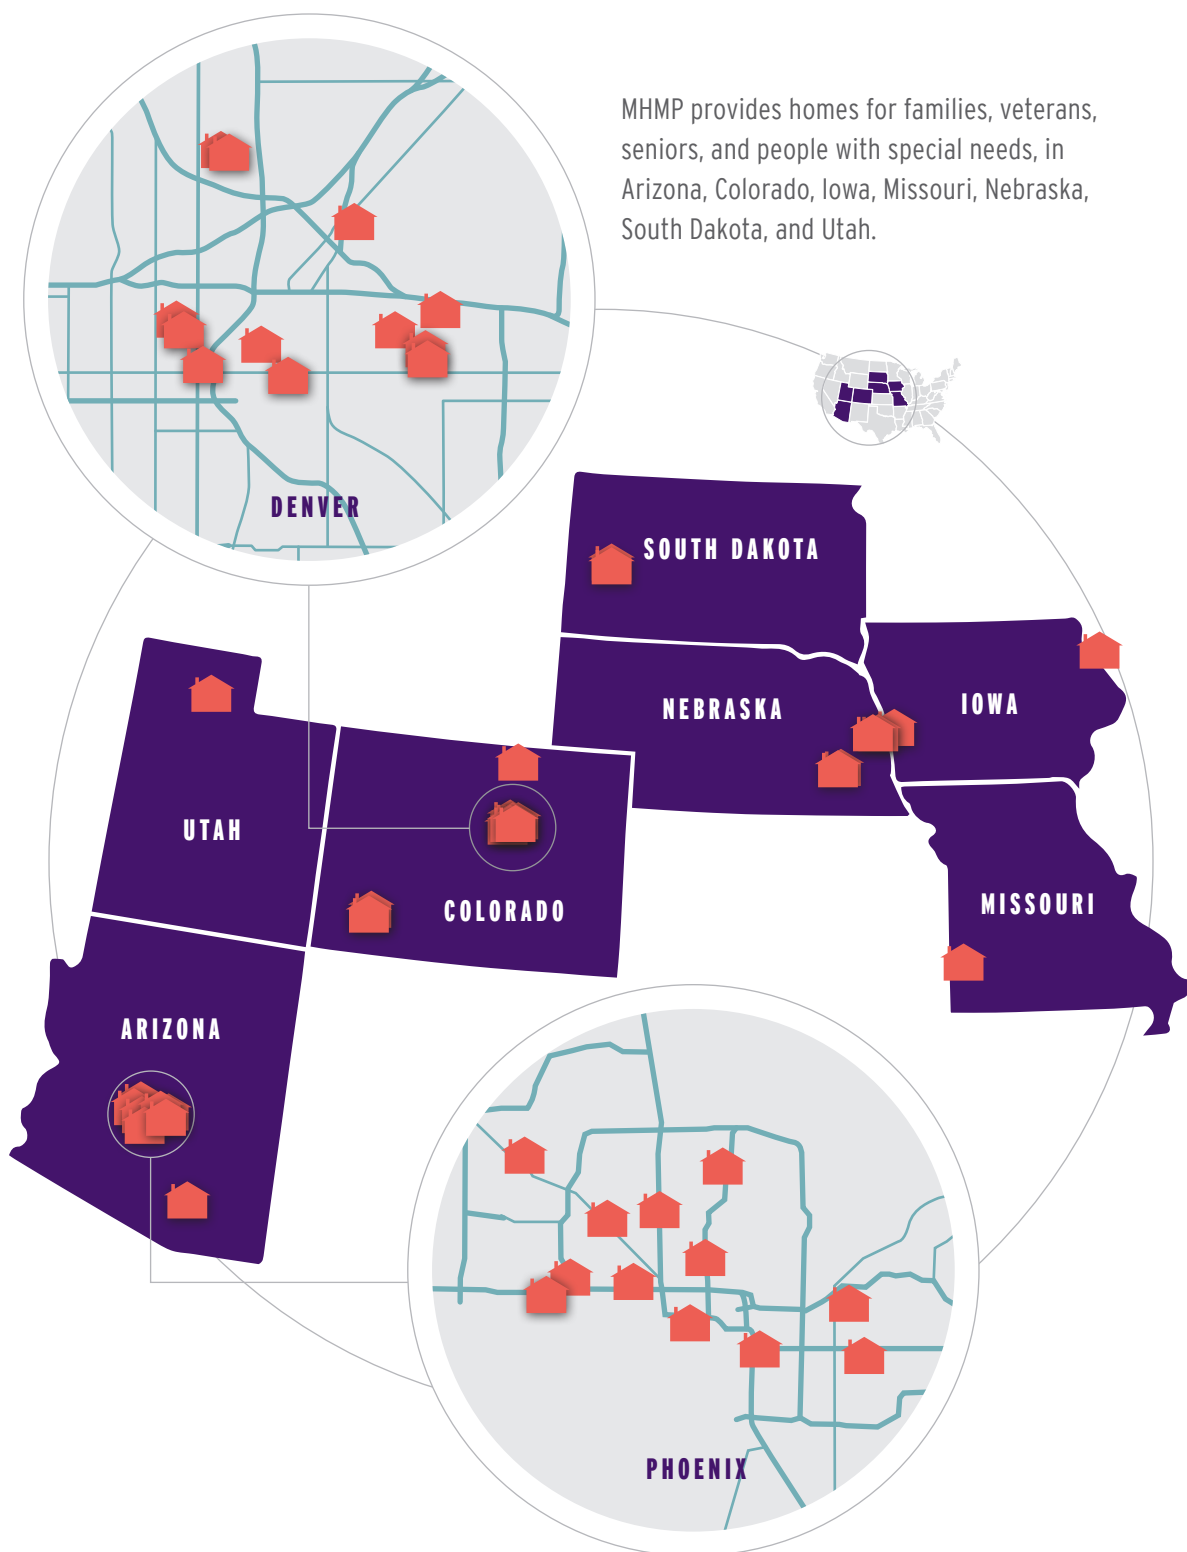 MHMP provides homes for families, veterans,
seniors, and people with special needs, in
Arizona, Colorado, Iowa, Missouri, Nebraska,
South Dakota, and Utah.
DENVER
SOUTH DAKOTA
NEBRASKA
IOWA
UTAH
COLORADO
MISSOURI
ARIZONA
PHOENIX